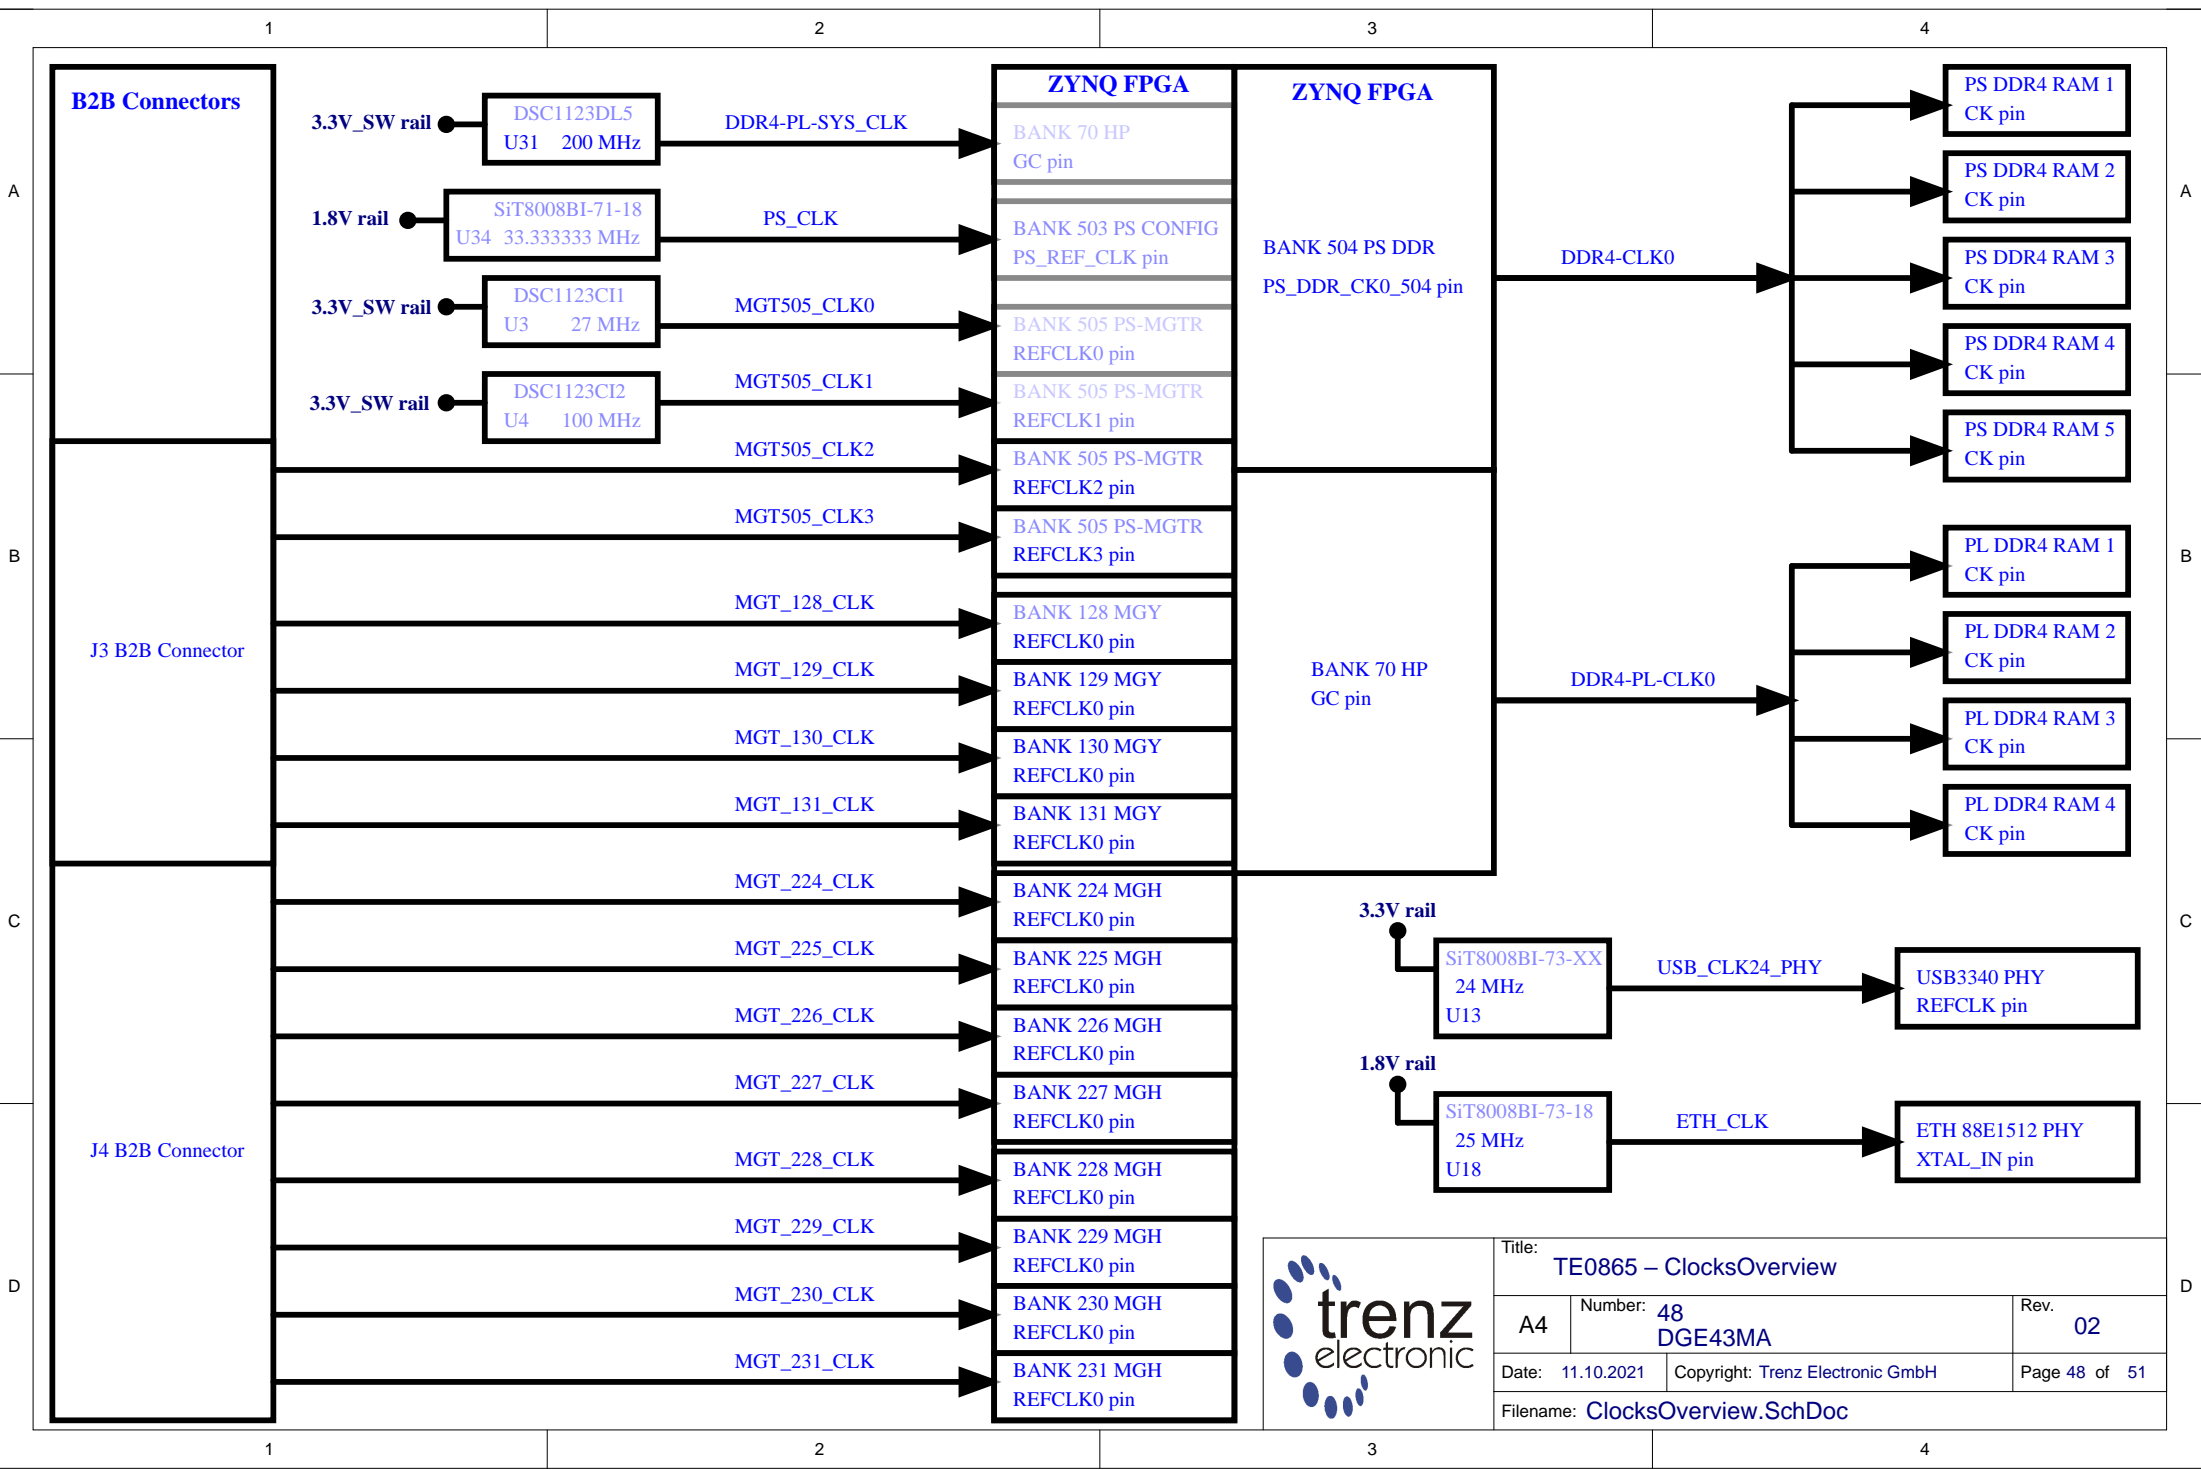 1 2 3 4
A
B
C
D
B2B Connectors
J3 B2B Connector
J4 B2B Connector
3.3V_SW rail
DSC1123DL5
U31 200 MHz
DDR4-PL-SYS_CLK
1.8V rail
SiT8008BI-71-18
U34 33.333333 MHz
PS_CLK
3.3V_SW rail
DSC1123CI1
U3 27 MHz
MGT505_CLK0
3.3V_SW rail
DSC1123CI2
U4 100 MHz
MGT505_CLK1
MGT505_CLK2
MGT505_CLK3
MGT_128_CLK
MGT_129_CLK
MGT_130_CLK
MGT_131_CLK
MGT_224_CLK
MGT_225_CLK
MGT_226_CLK
MGT_227_CLK
MGT_228_CLK
MGT_229_CLK
MGT_230_CLK
MGT_231_CLK
ZYNQ FPGA
BANK 70 HP
GC pin
BANK 503 PS CONFIG
PS_REF_CLK pin
BANK 505 PS-MGTR
REFCLK0 pin
BANK 505 PS-MGTR
REFCLK1 pin
BANK 505 PS-MGTR
REFCLK2 pin
BANK 505 PS-MGTR
REFCLK3 pin
BANK 128 MGY
REFCLK0 pin
BANK 129 MGY
REFCLK0 pin
BANK 130 MGY
REFCLK0 pin
BANK 131 MGY
REFCLK0 pin
BANK 224 MGH
REFCLK0 pin
BANK 225 MGH
REFCLK0 pin
BANK 226 MGH
REFCLK0 pin
BANK 227 MGH
REFCLK0 pin
BANK 228 MGH
REFCLK0 pin
BANK 229 MGH
REFCLK0 pin
BANK 230 MGH
REFCLK0 pin
BANK 231 MGH
REFCLK0 pin
ZYNQ FPGA
BANK 504 PS DDR
PS_DDR_CK0_504 pin
BANK 70 HP
GC pin
DDR4-CLK0
DDR4-PL-CLK0
PS DDR4 RAM 1
CK pin
PS DDR4 RAM 2
CK pin
PS DDR4 RAM 3
CK pin
PS DDR4 RAM 4
CK pin
PS DDR4 RAM 5
CK pin
PL DDR4 RAM 1
CK pin
PL DDR4 RAM 2
CK pin
PL DDR4 RAM 3
CK pin
PL DDR4 RAM 4
CK pin
3.3V rail
SiT8008BI-73-XX
24 MHz
U13
USB_CLK24_PHY
USB3340 PHY
REFCLK pin
1.8V rail
SiT8008BI-73-18
25 MHz
U18
ETH_CLK
ETH 88E1512 PHY
XTAL_IN pin
trenz
electronic
Title: TE0865 – ClocksOverview
A4
Number: 48
DGE43MA
Rev. 02
Date: 11.10.2021
Copyright: Trenz Electronic GmbH
Page 48 of 51
Filename: ClocksOverview.SchDoc
A
B
C
D
1 2 3 4